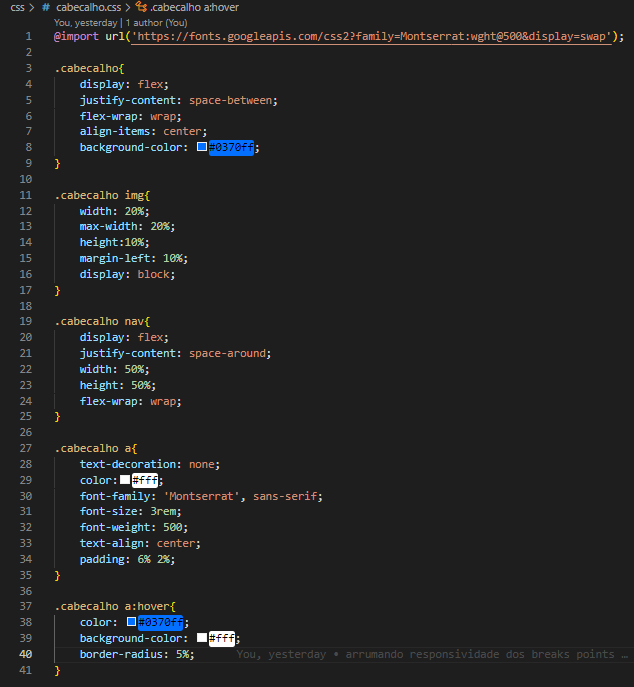 css > # cabecalho.css > .cabecalho a:hover
You, yesterday | 1 author (You)
1 @import url('https://fonts.googleapis.com/css2?family=Montserrat:wght@500&display=swap');
2
3 .cabecalho{
4 display: flex;
5 justify-content: space-between;
6 flex-wrap: wrap;
7 align-items: center;
8 background-color: #0370ff;
9 }
10
11 .cabecalho img{
12 width: 20%;
13 max-width: 20%;
14 height:10%;
15 margin-left: 10%;
16 display: block;
17 }
18
19 .cabecalho nav{
20 display: flex;
21 justify-content: space-around;
22 width: 50%;
23 height: 50%;
24 flex-wrap: wrap;
25 }
26
27 .cabecalho a{
28 text-decoration: none;
29 color: #fff;
30 font-family: 'Montserrat', sans-serif;
31 font-size: 3rem;
32 font-weight: 500;
33 text-align: center;
34 padding: 6% 2%;
35 }
36
37 .cabecalho a:hover{
38 color: #0370ff;
39 background-color: #fff;
40 border-radius: 5%; You, yesterday • arrumando responsividade dos breaks points …
41 }